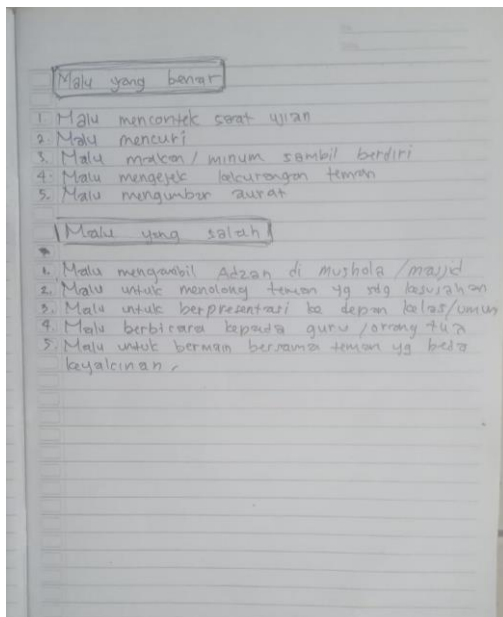 Malu yang benar
1. Malu mencontek saat ujian
2. Malu mencuri
3. Malu makan / minum sambil berdiri
4. Malu mengejek kekurangan teman
5. Malu mengumbar aurat
Malu yang salah
1. Malu mengambil Adzan di mushola / masjid
2. Malu untuk menolong teman yg sdg kesusahan
3. Malu untuk berpresentasi ke depan kelas/umum
4. Malu berbicara kepada guru / orrang tua
5. Malu untuk bermain bersama teman yg beda
keyakinan.